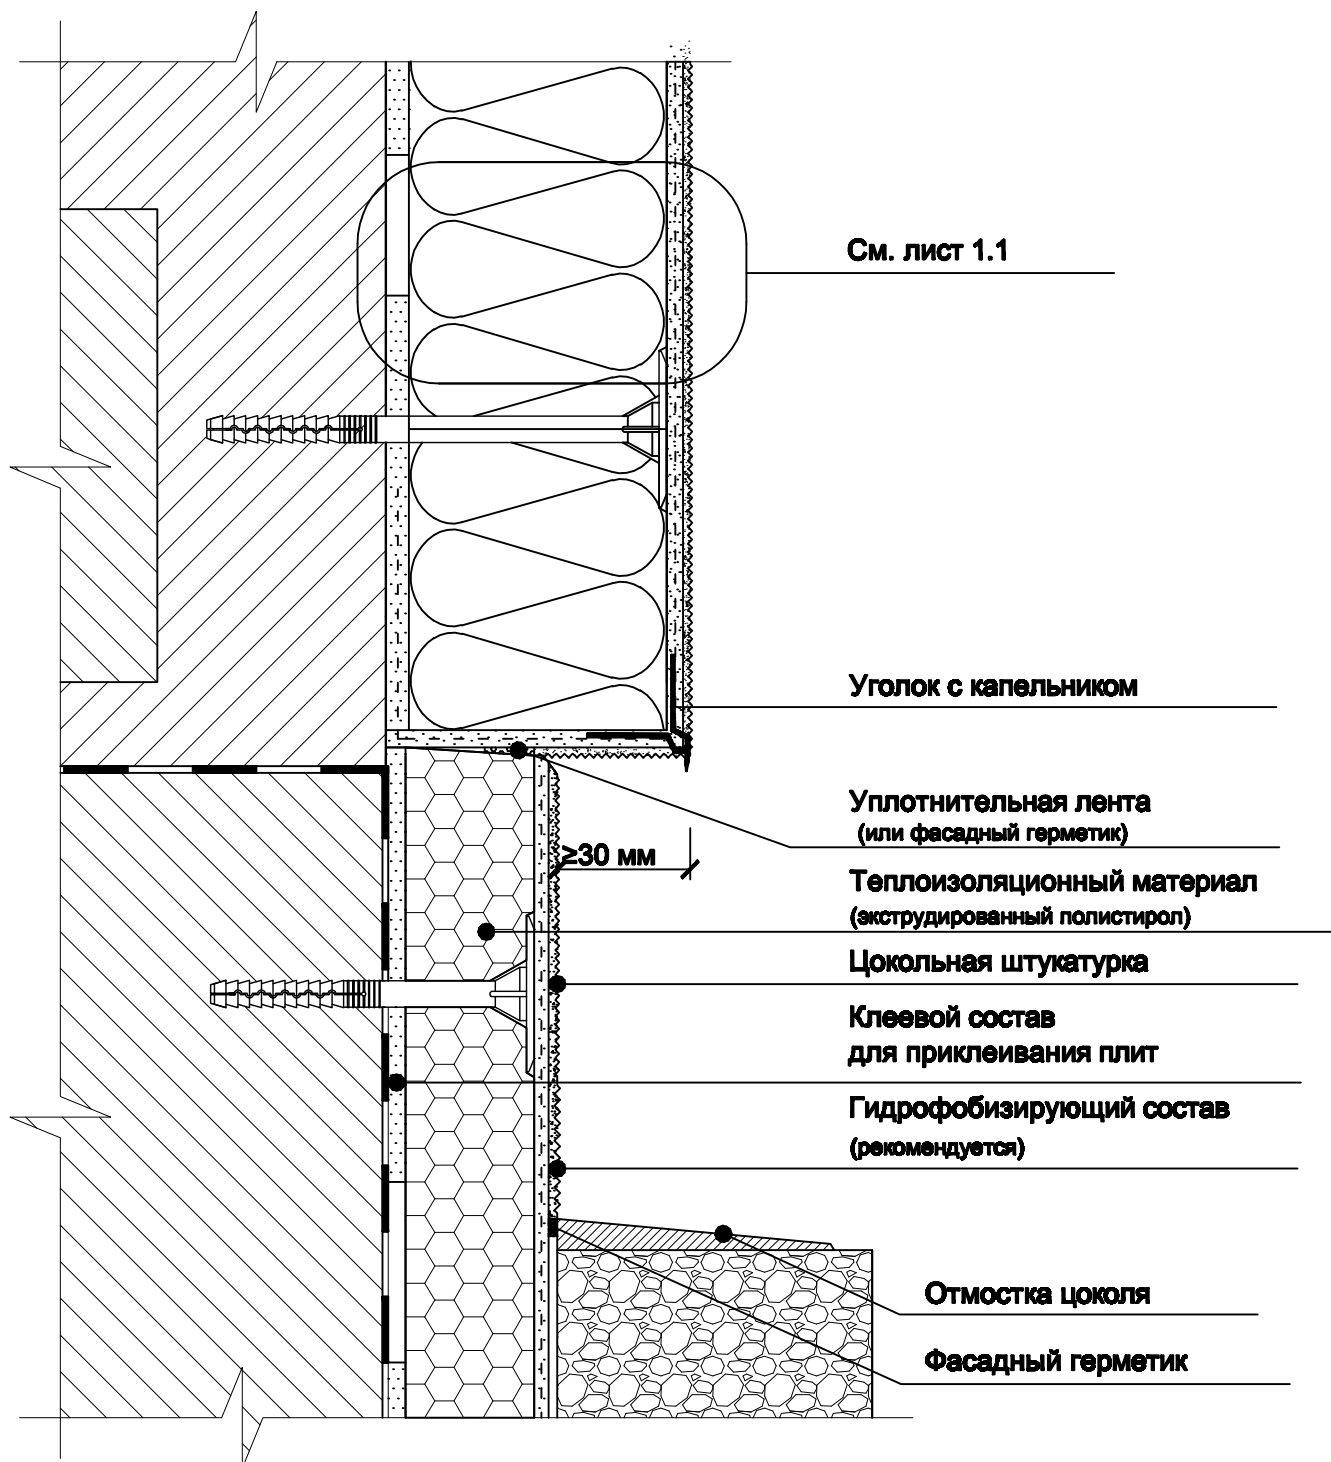 См. лист 1.1
Уголок с капельником
Уплотнительная лента
(или фасадный герметик)
≥30 мм
Теплоизоляционный материал
(экструдированный полистирол)
Цокольная штукатурка
Клеевой состав
для приклеивания плит
Гидрофобизирующий состав
(рекомендуется)
Отмостка цоколя
Фасадный герметик